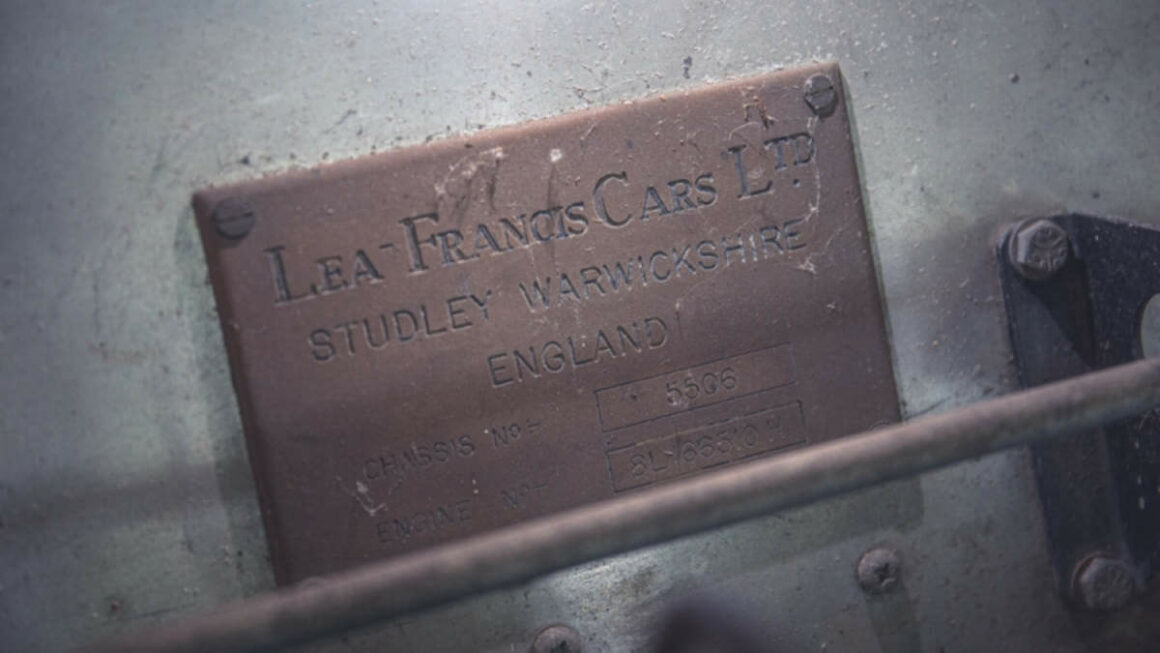 LEA-FRANCIS CARS LTD
STUDLEY WARWICKSHIRE
ENGLAND
CHASSIS Nº- 5506
ENGINE Nº-